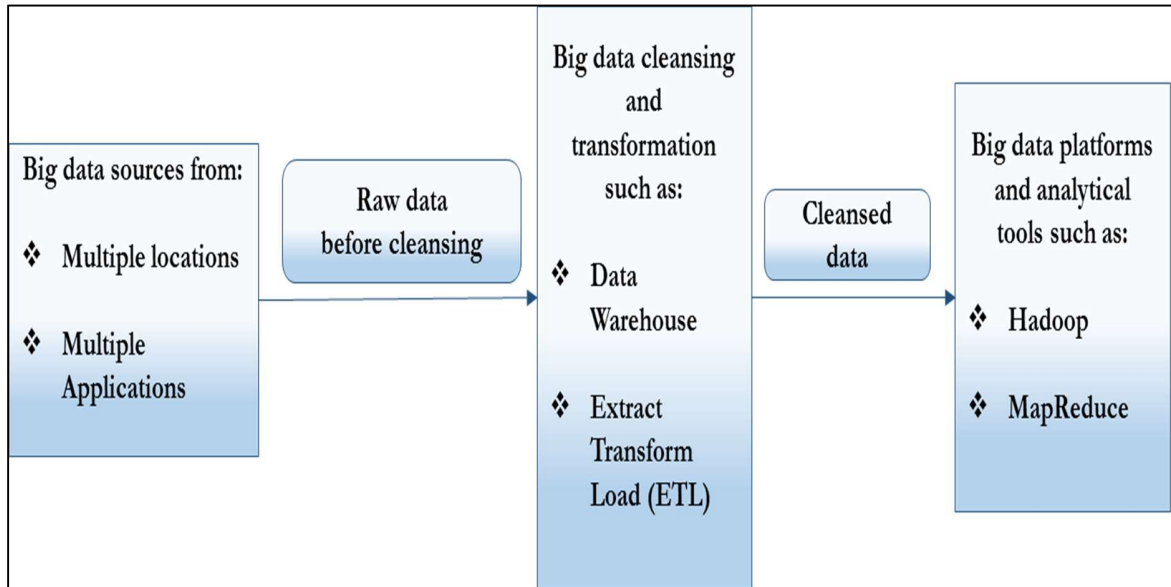 Big data sources from:
❖ Multiple locations
❖ Multiple
Applications
Raw data
before cleansing
Big data cleansing
and
transformation
such as:
❖ Data
Warehouse
❖ Extract
Transform
Load (ETL)
Cleansed
data
Big data platforms
and analytical
tools such as:
❖ Hadoop
❖ MapReduce